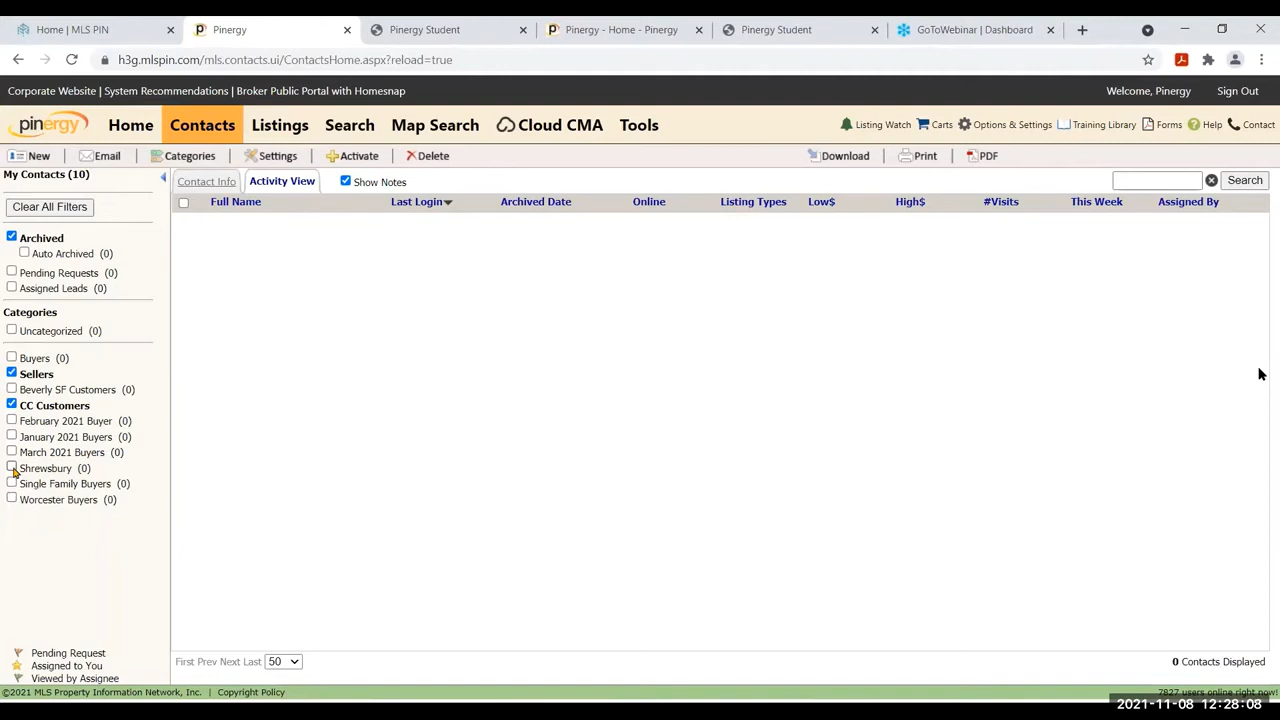 Home | MLS PIN
Pinergy
Pinergy Student
Pinergy - Home - Pinergy
Pinergy Student
GoToWebinar | Dashboard
h3g.mlspin.com/mls.contacts.ui/ContactsHome.aspx?reload=true
Corporate Website | System Recommendations | Broker Public Portal with Homesnap
Welcome, Pinergy
Sign Out
pinergy
Home Contacts Listings Search Map Search Cloud CMA Tools
Listing Watch Carts Options & Settings Training Library Forms Help Contact
New Email Categories Settings Activate Delete
Download Print PDF
My Contacts (10)
Clear All Filters
Archived
Auto Archived (0)
Pending Requests (0)
Assigned Leads (0)
Categories
Uncategorized (0)
Buyers (0)
Sellers
Beverly SF Customers (0)
CC Customers
February 2021 Buyer (0)
January 2021 Buyers (0)
March 2021 Buyers (0)
Shrewsbury (0)
Single Family Buyers (0)
Worcester Buyers (0)
Pending Request
Assigned to You
Viewed by Assignee
Contact Info Activity View Show Notes
Search
Full Name Last Login Archived Date Online Listing Types Low$ High$ #Visits This Week Assigned By
First Prev Next Last 50
0 Contacts Displayed
©2021 MLS Property Information Network, Inc. | Copyright Policy
7827 users online right now!
2021-11-08 12:28:08